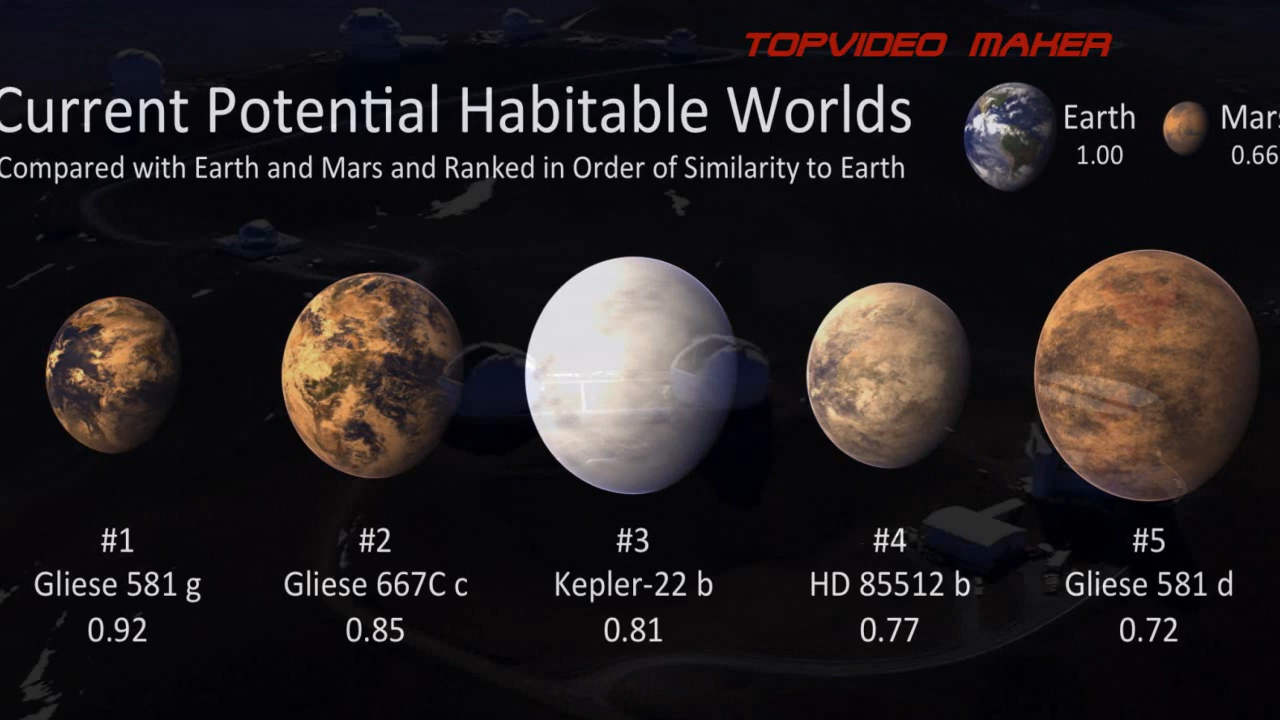 TOPVIDEO MAKER
Current Potential Habitable Worlds
Compared with Earth and Mars and Ranked in Order of Similarity to Earth
Earth
1.00
Mars
0.66
#1
Gliese 581 g
0.92
#2
Gliese 667C c
0.85
#3
Kepler-22 b
0.81
#4
HD 85512 b
0.77
#5
Gliese 581 d
0.72